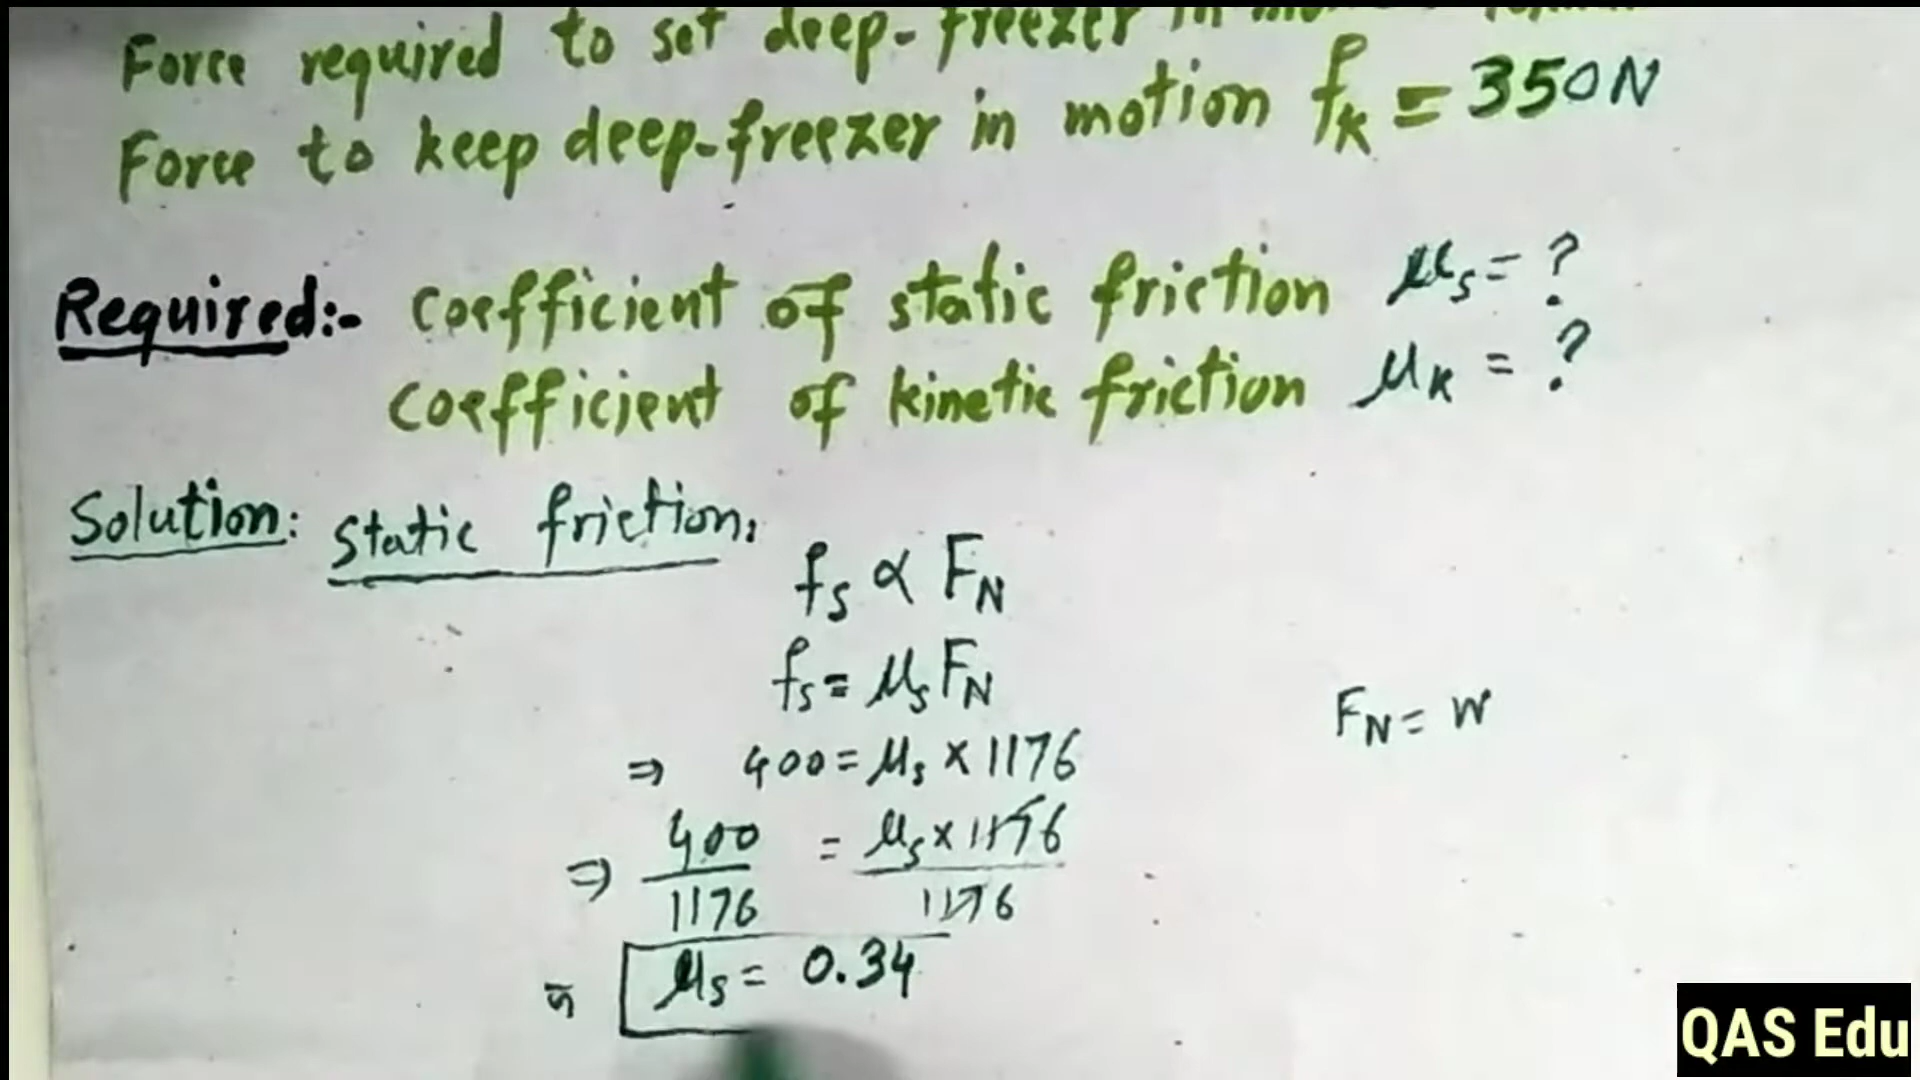 Force required to set deep-freezer in
Force to keep deep-freezer in motion fk = 350N
Required:- Coefficient of static friction μs = ?
Coefficient of kinetic friction μK = ?
Solution: Static friction:
fs ∝ FN
fs = μs FN
FN = W
⇒ 400 = μs × 1176
⇒ 400/1176 = μs × 1176/1176
⇒ μs = 0.34
QAS Edu